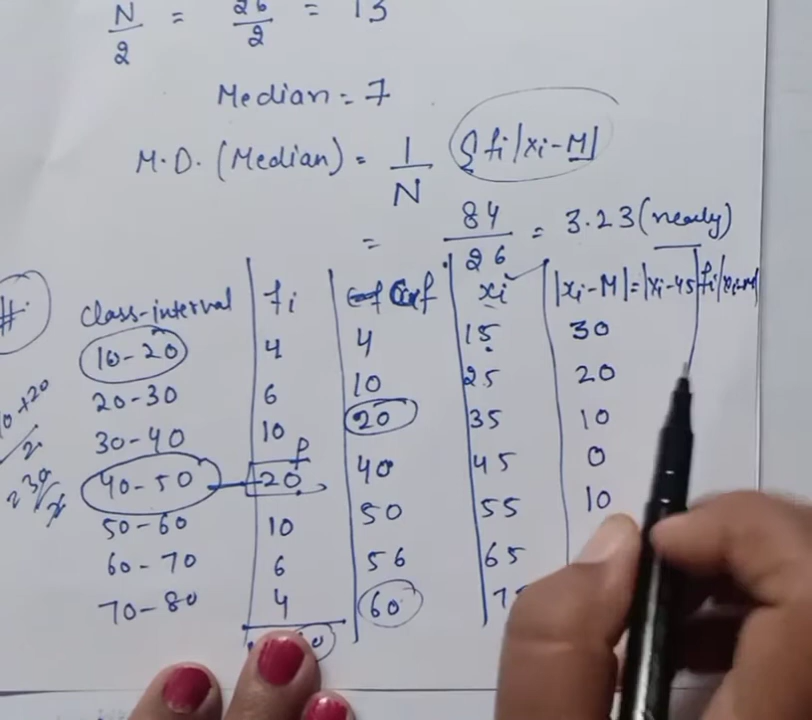 N/2 = 26/2 = 13
Median = 7
M.D. (Median) = 1/N Σ fi |xi - M|
= 84/26 = 3.23 (nearly)
#.
class-interval fi cf xi |xi - M| = |xi - 45| fi |xi - M|
10-20 4 4 15 30
20-30 6 10 25 20
30-40 10 20 35 10
40-50 20 40 45 0
50-60 10 50 55 10
60-70 6 56 65
70-80 4 60